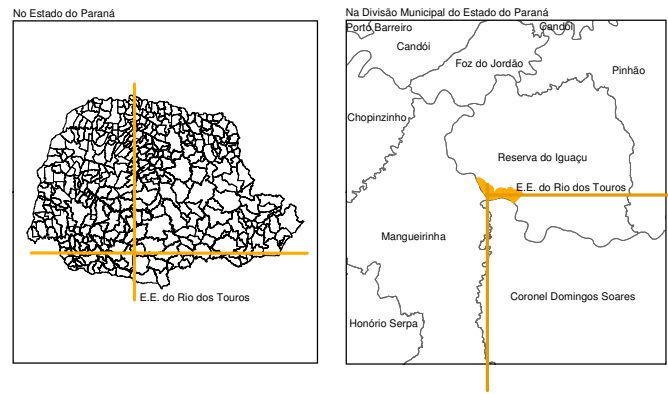 No Estado do Paraná
E.E. do Rio dos Touros
Na Divisão Municipal do Estado do Paraná
Porto Barreiro
Candói
Candói
Foz do Jordão
Pinhão
Chopinzinho
Reserva do Iguaçu
E.E. do Rio dos Touros
Mangueirinha
Coronel Domingos Soares
Honório Serpa